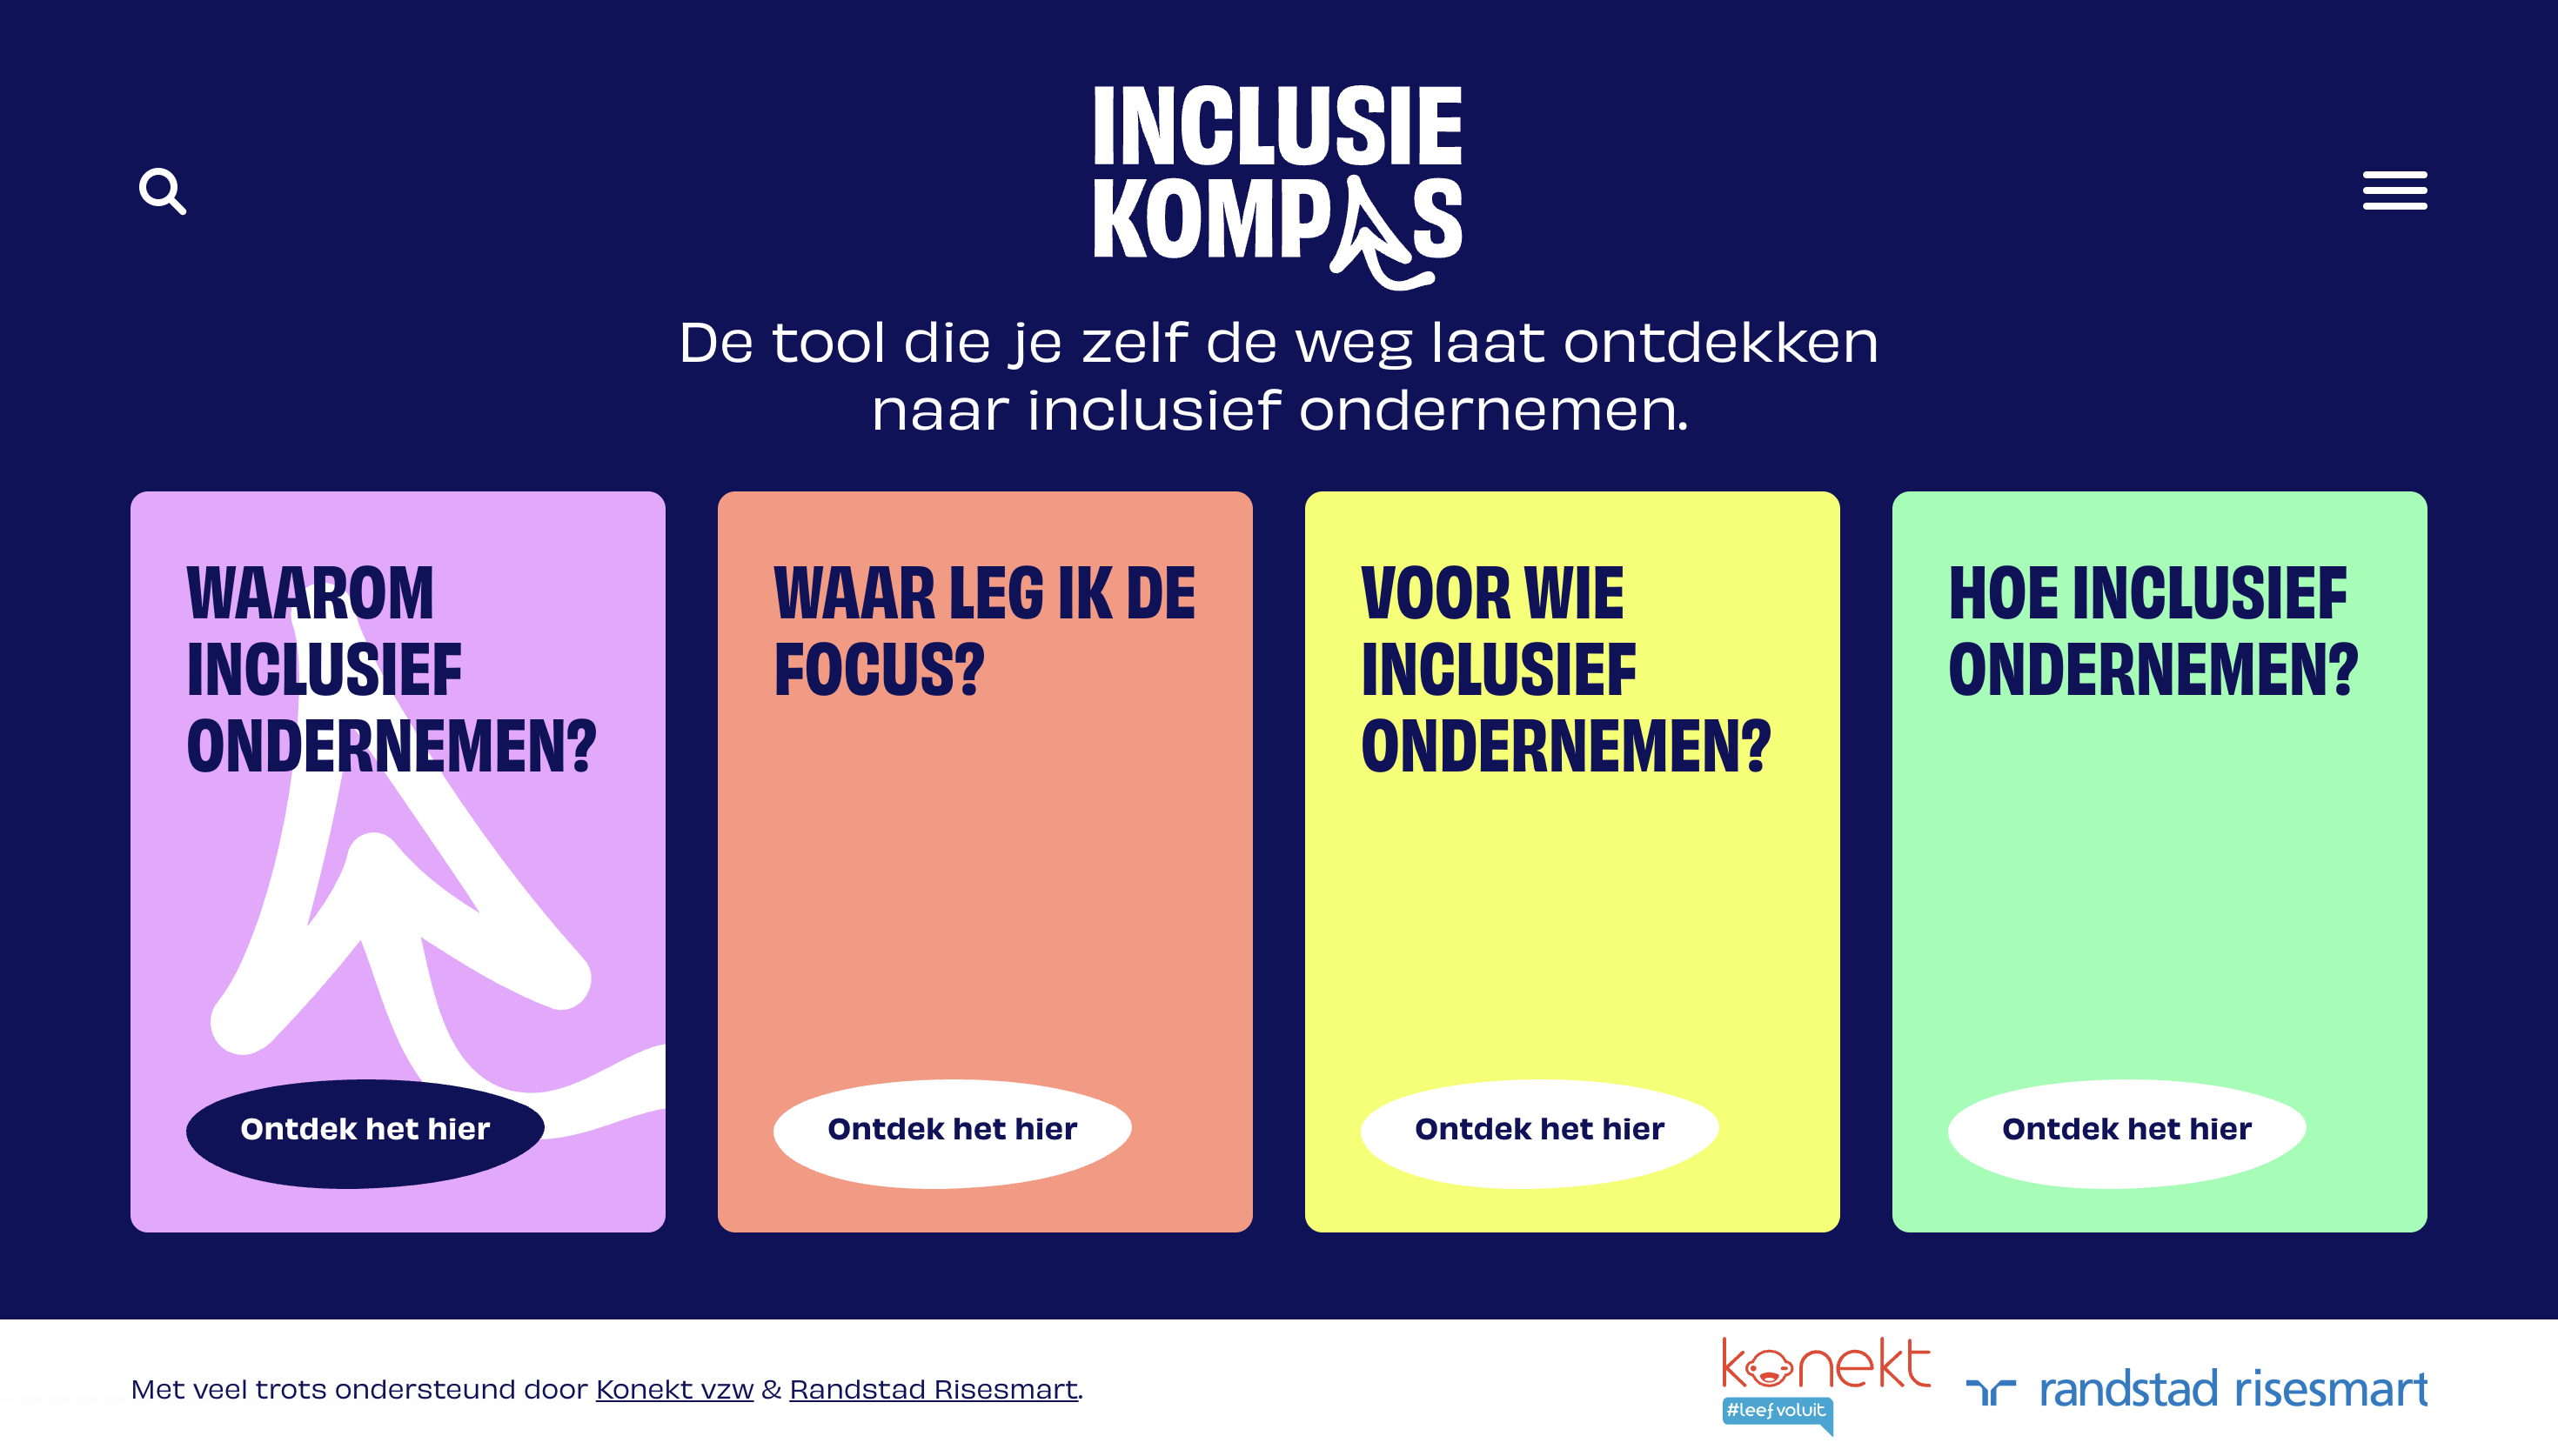 INCLUSIE
KOMPAS
De tool die je zelf de weg laat ontdekken
naar inclusief ondernemen.
WAAROM
INCLUSIEF
ONDERNEMEN?
Ontdek het hier
WAAR LEG IK DE
FOCUS?
Ontdek het hier
VOOR WIE
INCLUSIEF
ONDERNEMEN?
Ontdek het hier
HOE INCLUSIEF
ONDERNEMEN?
Ontdek het hier
Met veel trots ondersteund door Konekt vzw & Randstad Risesmart.
konekt
#leef voluit
randstad risesmart